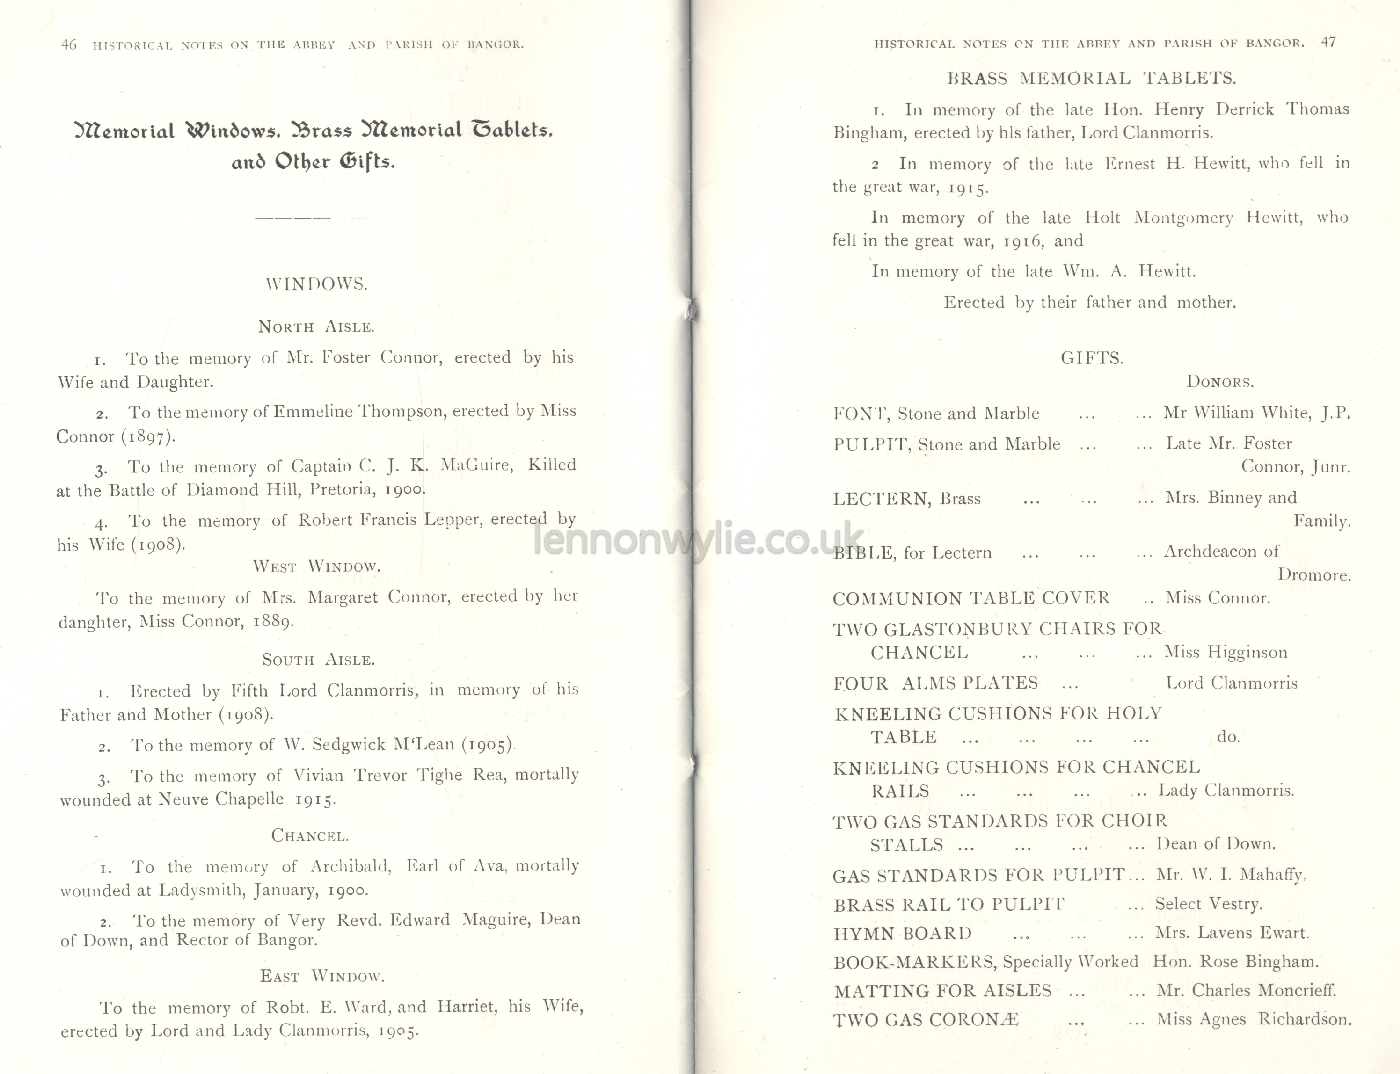 46 HISTORICAL NOTES ON THE ABBEY AND PARISH OF BANGOR.
Memorial Windows, Brass Memorial Tablets,
and Other Gifts.
WINDOWS.
NORTH AISLE.
1. To the memory of Mr. Foster Connor, erected by his
Wife and Daughter.
2. To the memory of Emmeline Thompson, erected by Miss
Connor (1897).
3. To the memory of Captain C. J. K. MaGuire, Killed
at the Battle of Diamond Hill, Pretoria, 1900.
4. To the memory of Robert Francis Lepper, erected by
his Wife (1908).
WEST WINDOW.
To the memory of Mrs. Margaret Connor, erected by her
danghter, Miss Connor, 1889.
SOUTH AISLE.
1. Erected by Fifth Lord Clanmorris, in memory of his
Father and Mother (1908).
2. To the memory of W. Sedgwick M'Lean (1905).
3. To the memory of Vivian Trevor Tighe Rea, mortally
wounded at Neuve Chapelle 1915.
CHANCEL.
1. To the memory of Archibald, Earl of Ava, mortally
wounded at Ladysmith, January, 1900.
2. To the memory of Very Revd. Edward Maguire, Dean
of Down, and Rector of Bangor.
EAST WINDOW.
To the memory of Robt. E. Ward, and Harriet, his Wife,
erected by Lord and Lady Clanmorris, 1905.
HISTORICAL NOTES ON THE ABBEY AND PARISH OF BANGOR. 47
BRASS MEMORIAL TABLETS.
1. In memory of the late Hon. Henry Derrick Thomas
Bingham, erected by his father, Lord Clanmorris.
2 In memory of the late Ernest H. Hewitt, who fell in
the great war, 1915.
In memory of the late Holt Montgomery Hewitt, who
fell in the great war, 1916, and
In memory of the late Wm. A. Hewitt.
Erected by their father and mother.
GIFTS.
DONORS.
FONT, Stone and Marble ... ... Mr William White, J.P.
PULPIT, Stone and Marble ... ... Late Mr. Foster
Connor, Junr.
LECTERN, Brass ... ... ... Mrs. Binney and
Family.
BIBLE, for Lectern ... ... ... Archdeacon of
Dromore.
COMMUNION TABLE COVER .. Miss Connor.
TWO GLASTONBURY CHAIRS FOR
CHANCEL ... ... ... Miss Higginson
FOUR ALMS PLATES ... Lord Clanmorris
KNEELING CUSHIONS FOR HOLY
TABLE ... ... ... ... do.
KNEELING CUSHIONS FOR CHANCEL
RAILS ... ... ... ... Lady Clanmorris.
TWO GAS STANDARDS FOR CHOIR
STALLS ... ... ... ... Dean of Down.
GAS STANDARDS FOR PULPIT ... Mr. W. I. Mahaffy.
BRASS RAIL TO PULPIT ... Select Vestry.
HYMN BOARD ... ... ... Mrs. Lavens Ewart.
BOOK-MARKERS, Specially Worked Hon. Rose Bingham.
MATTING FOR AISLES ... ... Mr. Charles Moncrieff.
TWO GAS CORONÆ ... ... Miss Agnes Richardson.
lennonwylie.co.uk